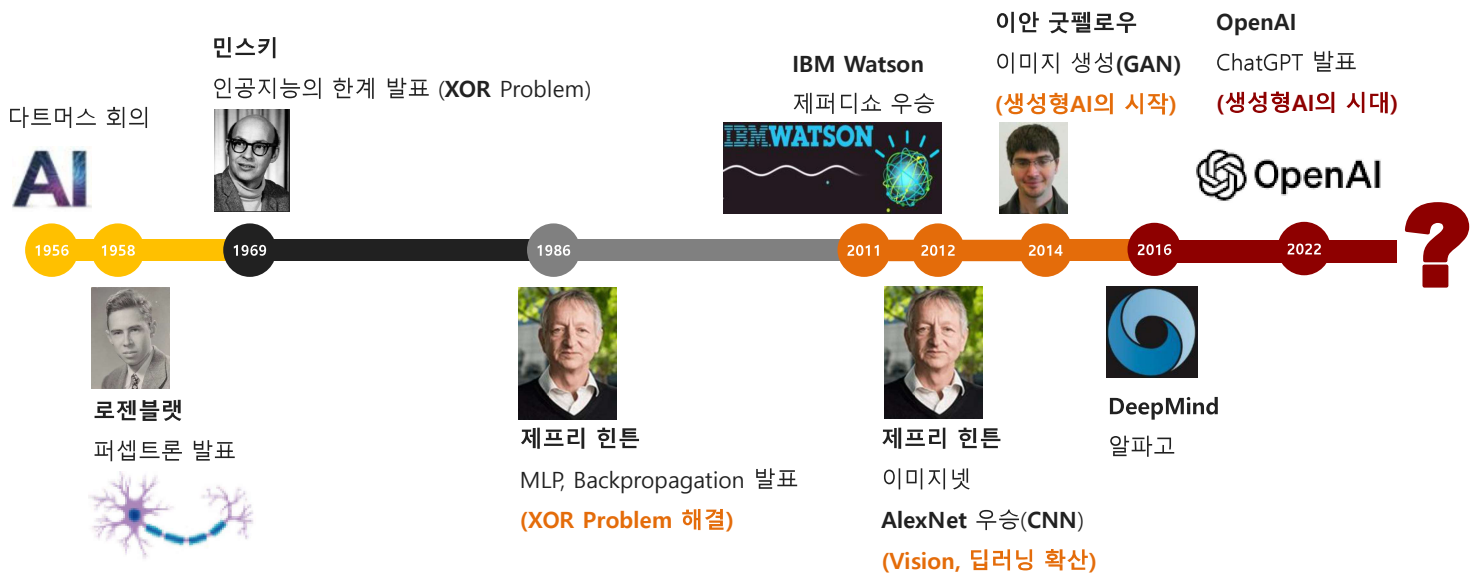 다트머스 회의
AI
민스키
인공지능의 한계 발표 (XOR Problem)
IBM Watson
제퍼디쇼 우승
IBM WATSON
이안 굿펠로우
이미지 생성(GAN)
(생성형AI의 시작)
OpenAI
ChatGPT 발표
(생성형AI의 시대)
OpenAI
1956 1958 1969 1986 2011 2012 2014 2016 2022 ?
로젠블랫
퍼셉트론 발표
제프리 힌튼
MLP, Backpropagation 발표
(XOR Problem 해결)
제프리 힌튼
이미지넷
AlexNet 우승(CNN)
(Vision, 딥러닝 확산)
DeepMind
알파고